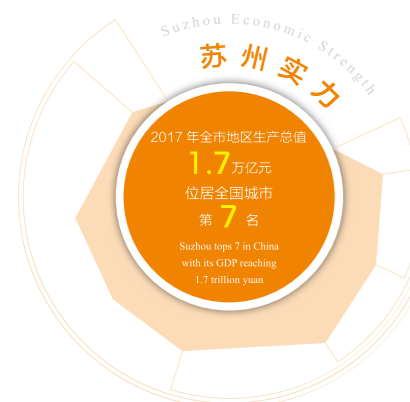 Suzhou Economic Strength
苏州实力
2017 年全市地区生产总值
1.7万亿元
位居全国城市
第 7 名
Suzhou tops 7 in China
with its GDP reaching
1.7 trillion yuan